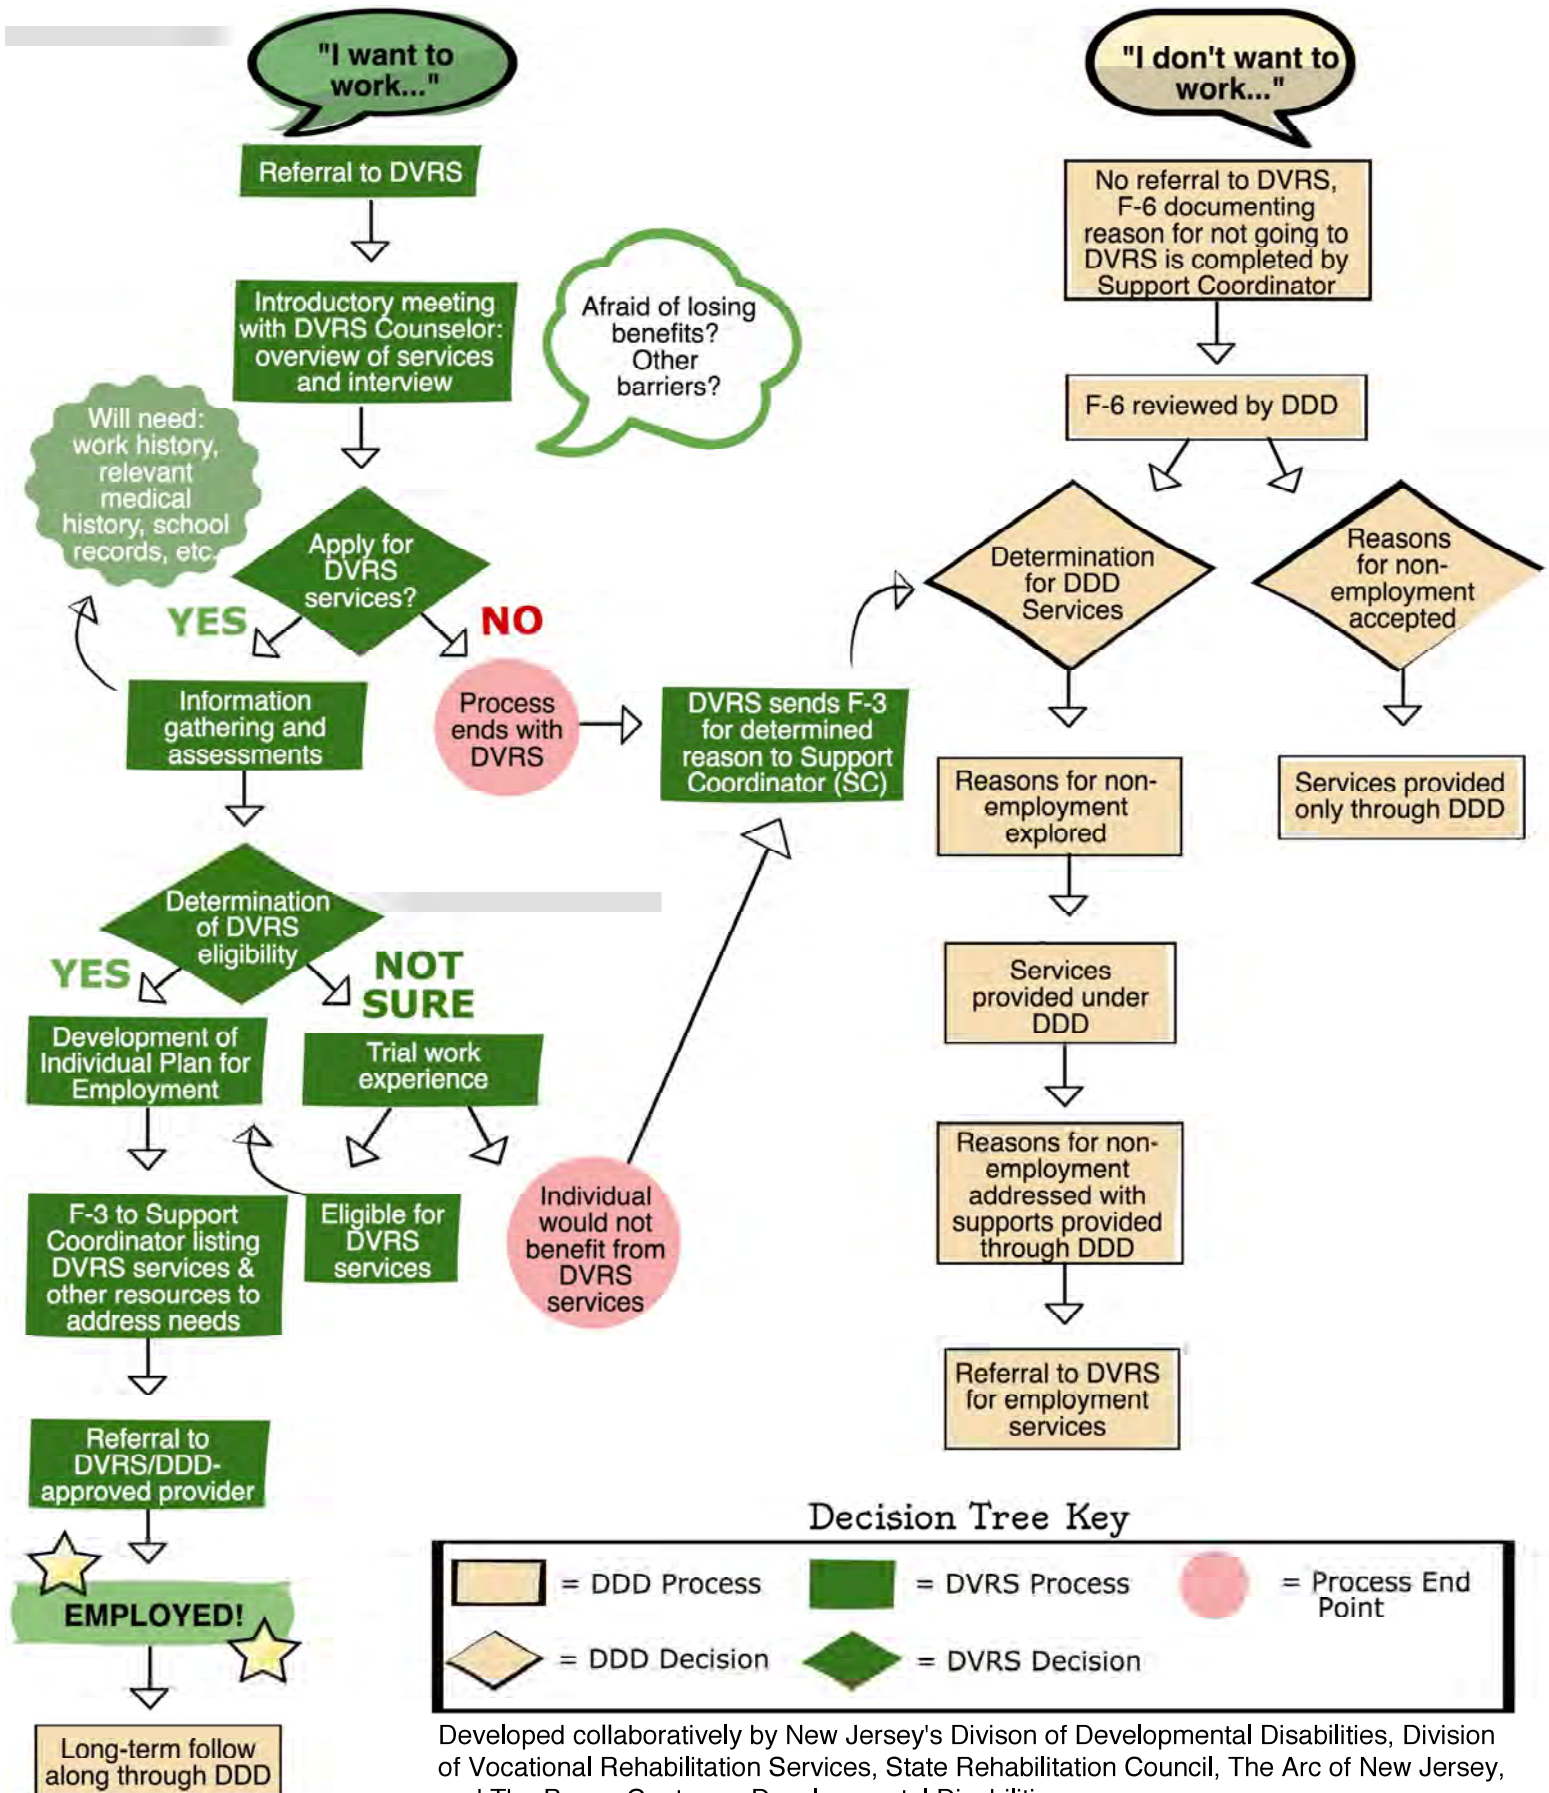 "I want to
work..."
Referral to DVRS
Introductory meeting
with DVRS Counselor:
overview of services
and interview
Afraid of losing
benefits?
Other
barriers?
Will need:
work history,
relevant
medical
history, school
records, etc.
Apply for
DVRS
services?
YES
NO
Information
gathering and
assessments
Process
ends with
DVRS
DVRS sends F-3
for determined
reason to Support
Coordinator (SC)
Determination
of DVRS
eligibility
YES
NOT
SURE
Development of
Individual Plan for
Employment
Trial work
experience
F-3 to Support
Coordinator listing
DVRS services &
other resources to
address needs
Eligible for
DVRS
services
Individual
would not
benefit from
DVRS
services
Referral to
DVRS/DDD-
approved provider
EMPLOYED!
Long-term follow
along through DDD
"I don't want to
work..."
No referral to DVRS,
F-6 documenting
reason for not going to
DVRS is completed by
Support Coordinator
F-6 reviewed by DDD
Determination
for DDD
Services
Reasons
for non-
employment
accepted
Reasons for non-
employment
explored
Services provided
only through DDD
Services
provided under
DDD
Reasons for non-
employment
addressed with
supports provided
through DDD
Referral to DVRS
for employment
services
Decision Tree Key
= DDD Process
= DVRS Process
= Process End
Point
= DDD Decision
= DVRS Decision
Developed collaboratively by New Jersey's Divison of Developmental Disabilities, Division
of Vocational Rehabilitation Services, State Rehabilitation Council, The Arc of New Jersey,